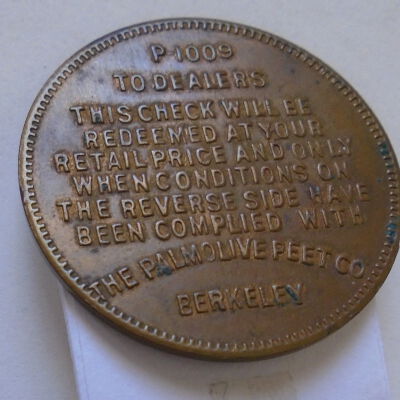 P-1009
TO DEALERS
THIS CHECK WILL BE
REDEEMED AT YOUR
RETAIL PRICE AND ONLY
WHEN CONDITIONS ON
THE REVERSE SIDE HAVE
BEEN COMPLIED WITH
THE PALMOLIVE PEET CO
BERKELEY